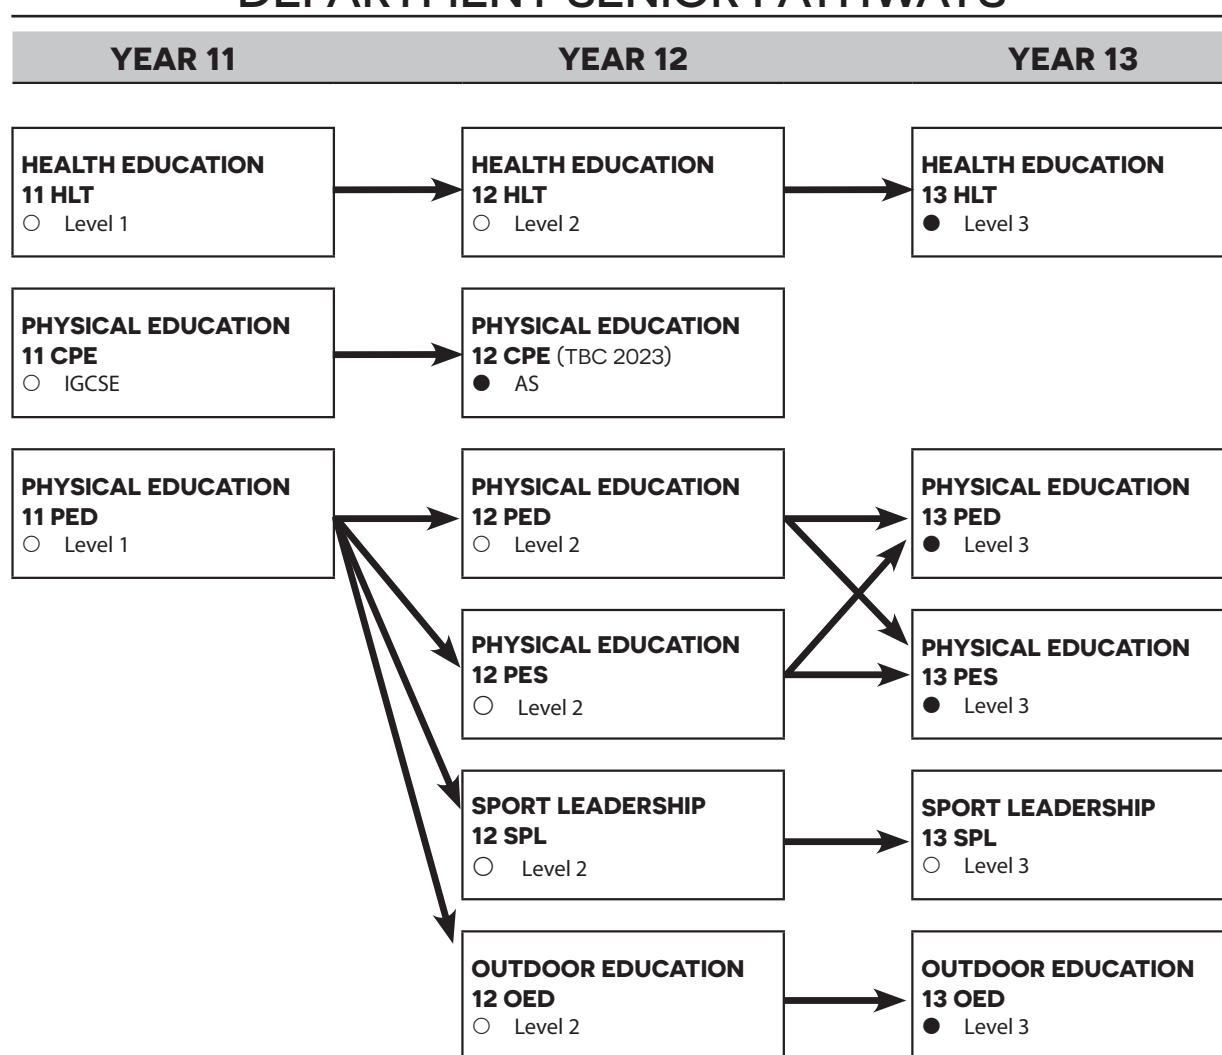 DEPARTMENT SENIOR PATHWAYS
YEAR 11
YEAR 12
YEAR 13
HEALTH EDUCATION
11 HLT
○ Level 1
HEALTH EDUCATION
12 HLT
○ Level 2
HEALTH EDUCATION
13 HLT
● Level 3
PHYSICAL EDUCATION
11 CPE
○ IGCSE
PHYSICAL EDUCATION
12 CPE (TBC 2023)
● AS
PHYSICAL EDUCATION
11 PED
○ Level 1
PHYSICAL EDUCATION
12 PED
○ Level 2
PHYSICAL EDUCATION
13 PED
● Level 3
PHYSICAL EDUCATION
12 PES
○ Level 2
PHYSICAL EDUCATION
13 PES
● Level 3
SPORT LEADERSHIP
12 SPL
○ Level 2
SPORT LEADERSHIP
13 SPL
○ Level 3
OUTDOOR EDUCATION
12 OED
○ Level 2
OUTDOOR EDUCATION
13 OED
● Level 3